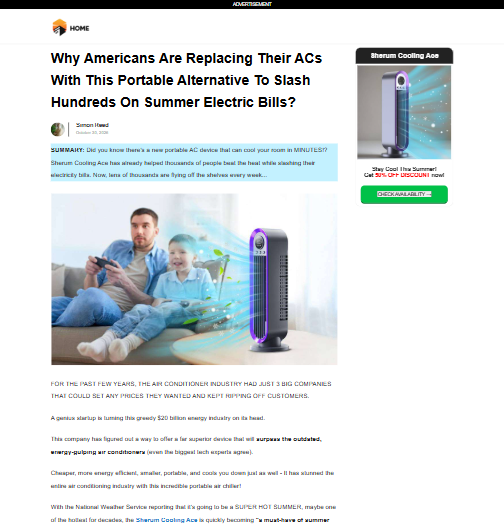 ADVERTISEMENT
HOME
Why Americans Are Replacing Their ACs
With This Portable Alternative To Slash
Hundreds On Summer Electric Bills?
Simon Reed
SUMMARY: Did you know there's a new portable AC device that can cool your room in MINUTES!?
Sherum Cooling Ace has already helped thousands of people beat the heat while slashing their
electricity bills. Now, tens of thousands are flying off the shelves every week...
Sherum Cooling Ace
Stay Cool This Summer!
Get 50% OFF DISCOUNT now!
CHECK AVAILABILITY
FOR THE PAST FEW YEARS, THE AIR CONDITIONER INDUSTRY HAD JUST 3 BIG COMPANIES
THAT COULD SET ANY PRICES THEY WANTED AND KEPT RIPPING OFF CUSTOMERS.
A genius startup is turning this greedy $20 billion energy industry on its head.
This company has figured out a way to offer a far superior device that will surpass the outdated,
energy-gulping air conditioners (even the biggest tech experts agree).
Cheaper, more energy efficient, smaller, portable, and cools you down just as well - it has stunned the
entire air conditioning industry with this incredible portable air chiller!
With the National Weather Service reporting that it's going to be a SUPER HOT SUMMER, maybe one
of the hottest for decades, the Sherum Cooling Ace is quickly becoming "a must-have of summer